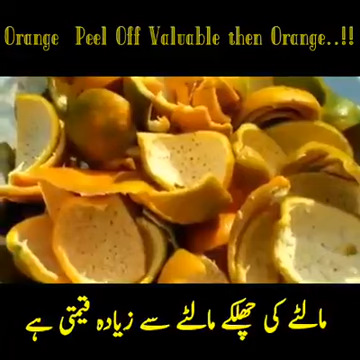 Orange Peel Off Valuable then Orange..!!
مالٹے کی چھلکے مالٹے سے زیادہ قیمتی ہے